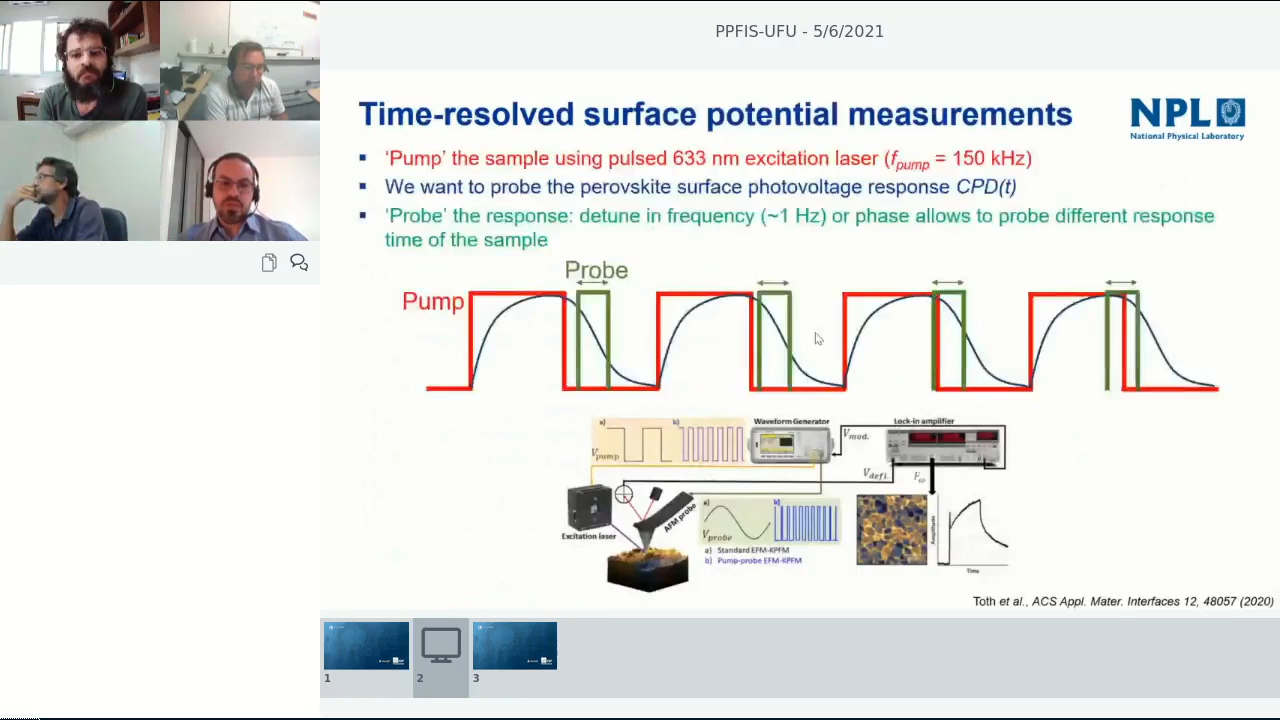 PPFIS-UFU - 5/6/2021
Time-resolved surface potential measurements
NPL
National Physical Laboratory
‘Pump’ the sample using pulsed 633 nm excitation laser (fpump = 150 kHz)
We want to probe the perovskite surface photovoltage response CPD(t)
‘Probe’ the response: detune in frequency (~1 Hz) or phase allows to probe different response
time of the sample
Probe
Pump
a)
b)
Waveform Generator
Lock-in amplifier
Vpump
Vmod.
Vdefl.
Fω
Excitation laser
AFM probe
a)
b)
Vprobe
a) Standard EFM-KPFM
b) Pump-probe EFM-KPFM
Amplitude
Time
Toth et al., ACS Appl. Mater. Interfaces 12, 48057 (2020)
1
2
3